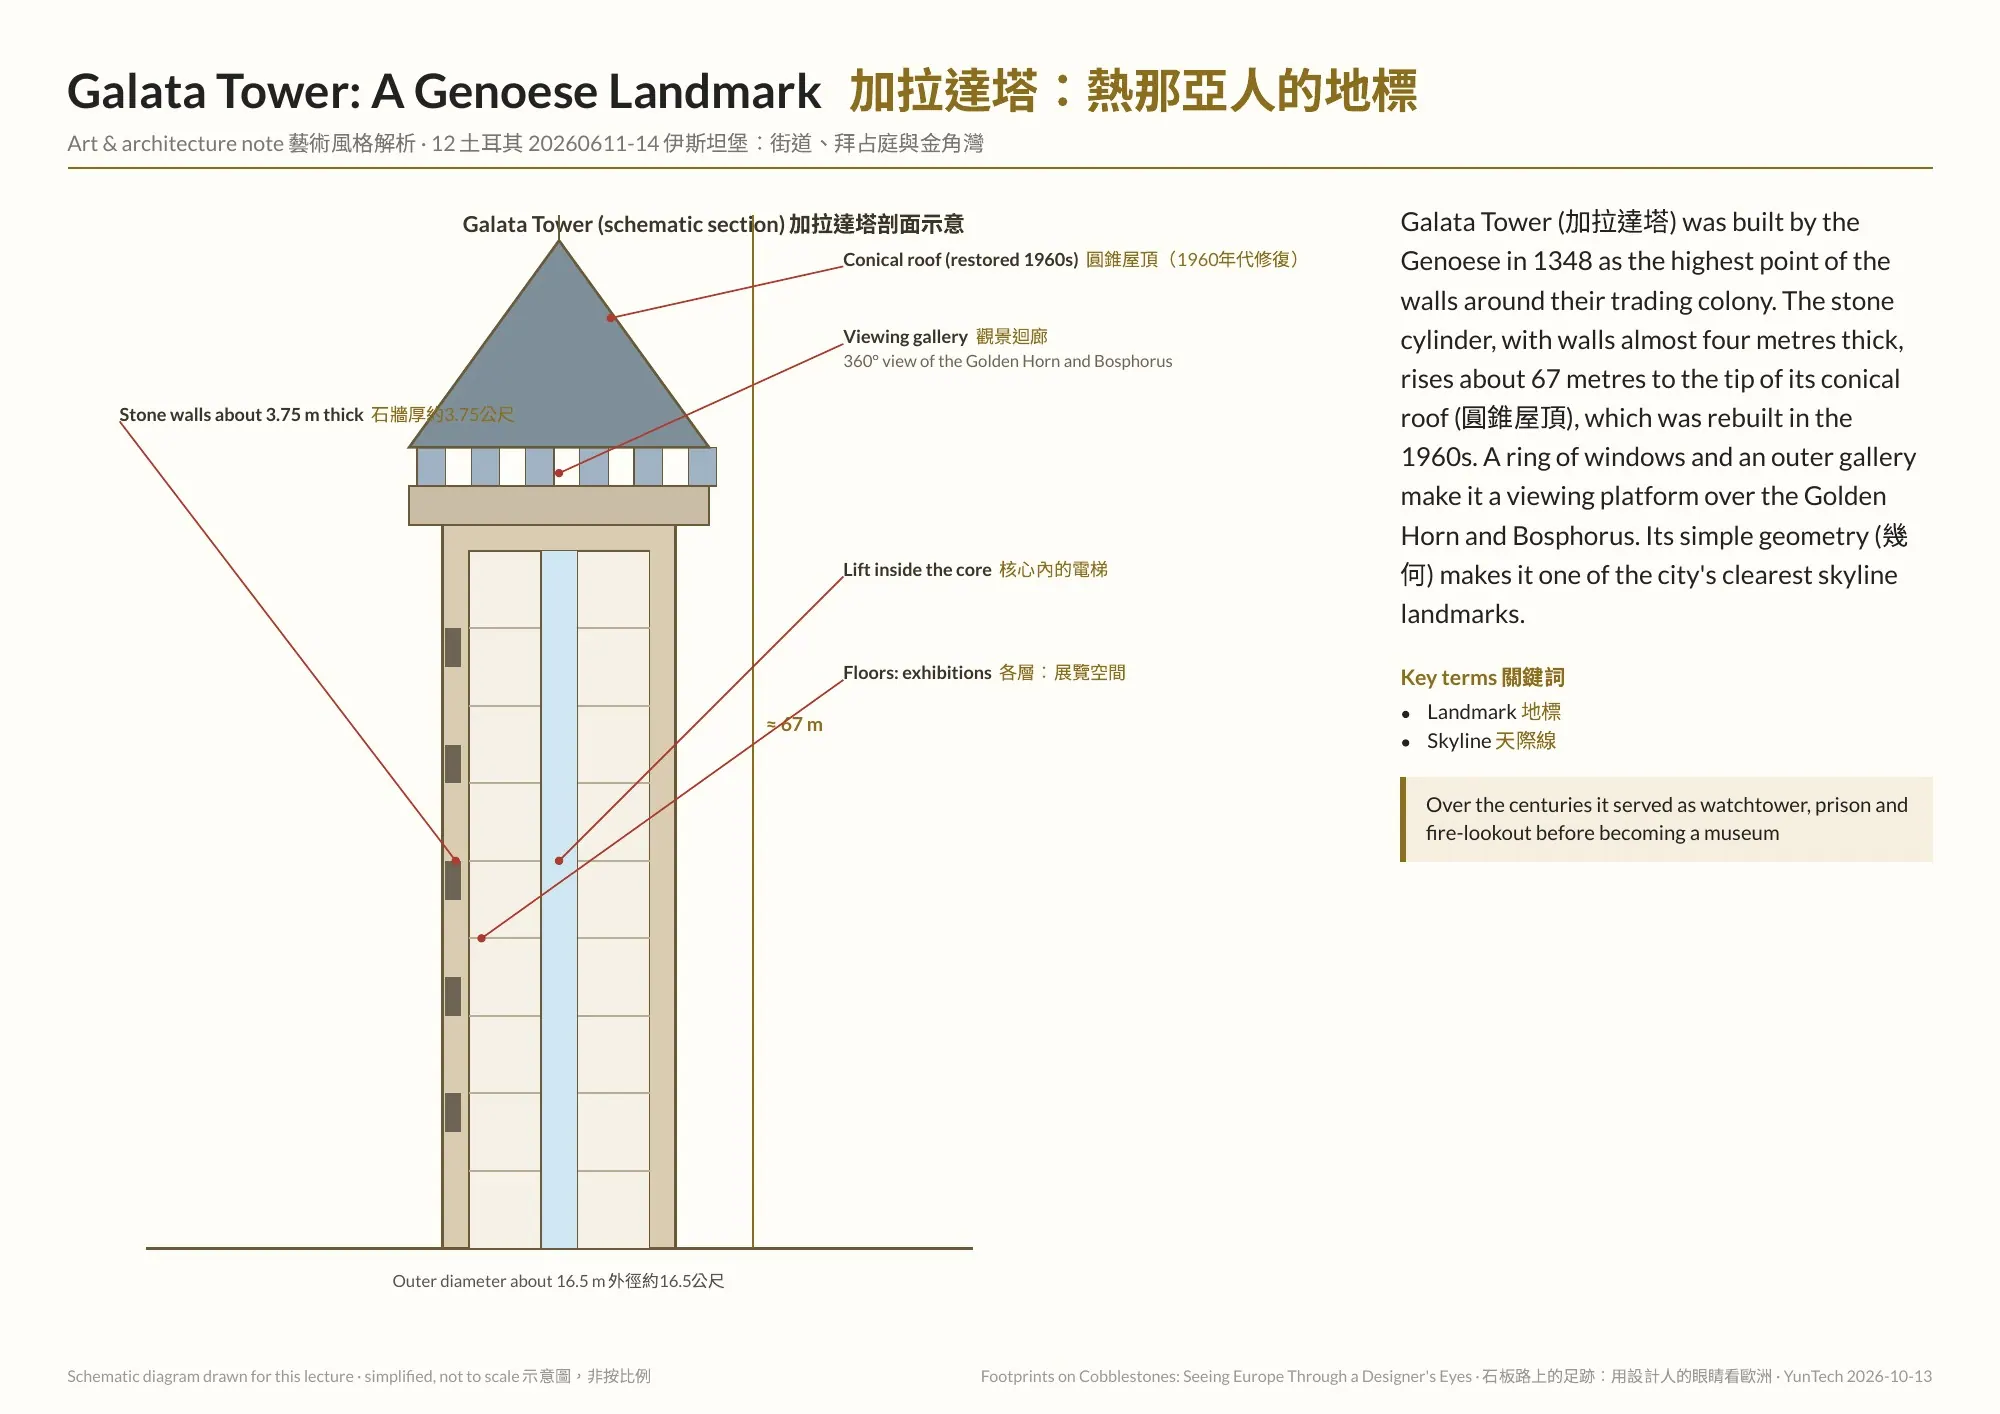 Galata Tower: A Genoese Landmark 加拉達塔：熱那亞人的地標
Art & architecture note 藝術風格解析 · 12 土耳其 20260611-14 伊斯坦堡：街道、拜占庭與金角灣
Galata Tower (schematic section) 加拉達塔剖面示意
Conical roof (restored 1960s) 圓錐屋頂（1960年代修復）
Viewing gallery 觀景迴廊
360° view of the Golden Horn and Bosphorus
Stone walls about 3.75 m thick 石牆厚約3.75公尺
Lift inside the core 核心內的電梯
Floors: exhibitions 各層：展覽空間
≈ 67 m
Outer diameter about 16.5 m 外徑約16.5公尺
Galata Tower (加拉達塔) was built by the
Genoese in 1348 as the highest point of the
walls around their trading colony. The stone
cylinder, with walls almost four metres thick,
rises about 67 metres to the tip of its conical
roof (圓錐屋頂), which was rebuilt in the
1960s. A ring of windows and an outer gallery
make it a viewing platform over the Golden
Horn and Bosphorus. Its simple geometry (幾
何) makes it one of the city's clearest skyline
landmarks.
Key terms 關鍵詞
• Landmark 地標
• Skyline 天際線
Over the centuries it served as watchtower, prison and
fire-lookout before becoming a museum
Schematic diagram drawn for this lecture · simplified, not to scale 示意圖，非按比例
Footprints on Cobblestones: Seeing Europe Through a Designer's Eyes · 石板路上的足跡：用設計人的眼睛看歐洲 · YunTech 2026-10-13